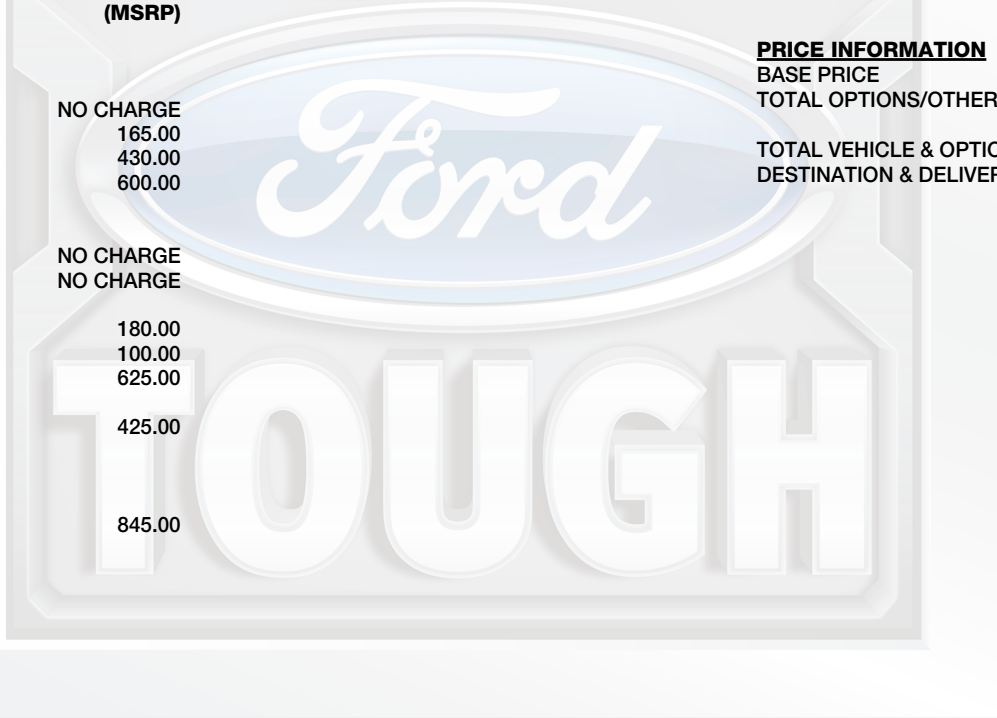 (MSRP)
NO CHARGE
165.00
430.00
600.00
NO CHARGE
NO CHARGE
180.00
100.00
625.00
425.00
845.00
PRICE INFORMATION
BASE PRICE
TOTAL OPTIONS/OTHER
TOTAL VEHICLE & OPTIO
DESTINATION & DELIVER
Ford
TOUGH